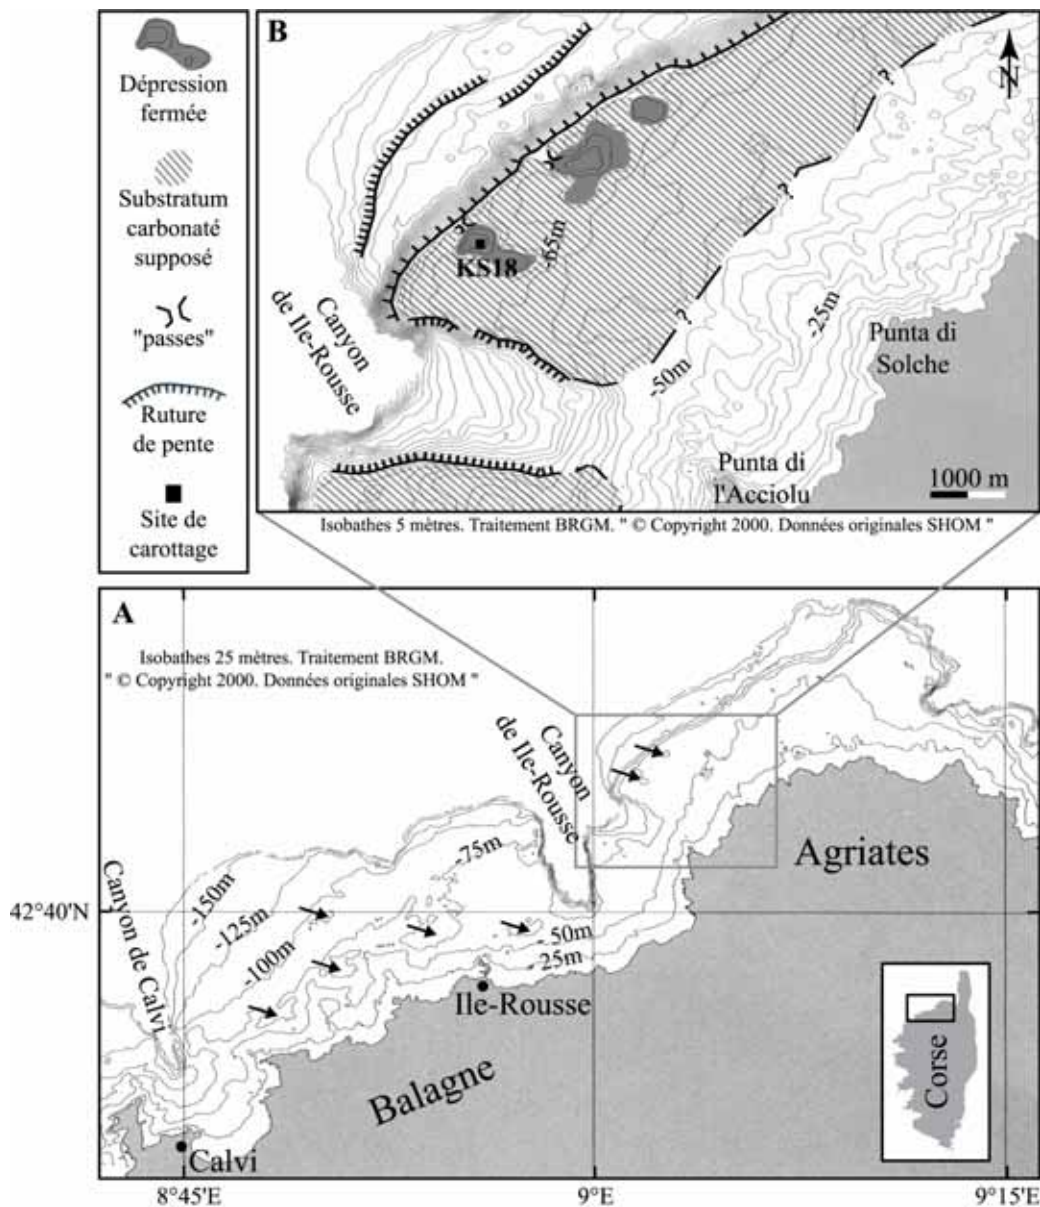 Dépression
fermée
Substratum
carbonaté
supposé
"passes"
Ruture
de pente
Site de
carottage
B
N
?
?
?
KS18
-65m
Canyon
de Ile-Rousse
-50m
-25m
Punta di
Solche
Punta di
l'Acciolu
1000 m
Isobathes 5 mètres. Traitement BRGM. " © Copyright 2000. Données originales SHOM "
A
Isobathes 25 mètres. Traitement BRGM.
" © Copyright 2000. Données originales SHOM "
Canyon
de Ile-Rousse
Agriates
-75m
-150m
-125m
-100m
- 50m
- 25m
42°40'N
Canyon de Calvi
Ile-Rousse
Balagne
Calvi
Corse
8°45'E
9°E
9°15'E